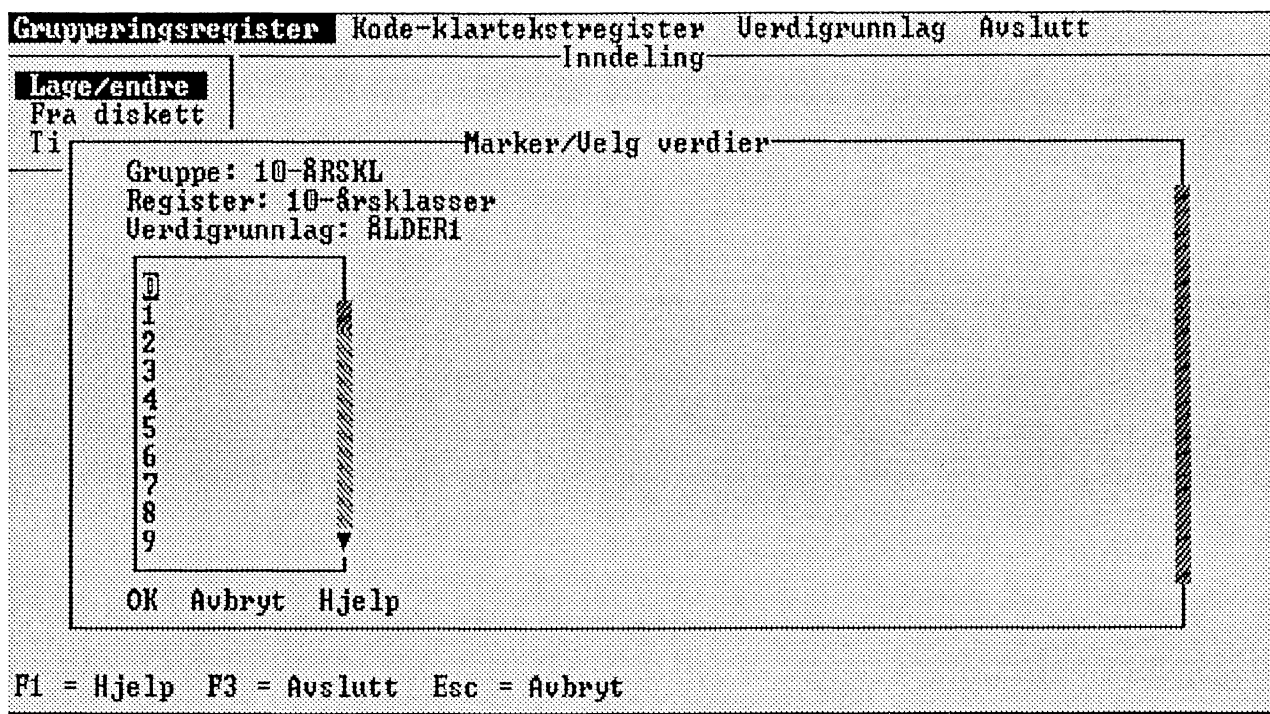 Grupperingsregister Kode-klartekstregister Verdigrunnlag Avslutt
Inndeling
Lage/endre
Fra diskett
Ti
Marker/Velg verdier
Gruppe: 10-ÅRSKL
Register: 10-årsklasser
Verdigrunnlag: ÅLDER1
0
1
2
3
4
5
6
7
8
9
OK Avbryt Hjelp
F1 = Hjelp F3 = Avslutt Esc = Avbryt